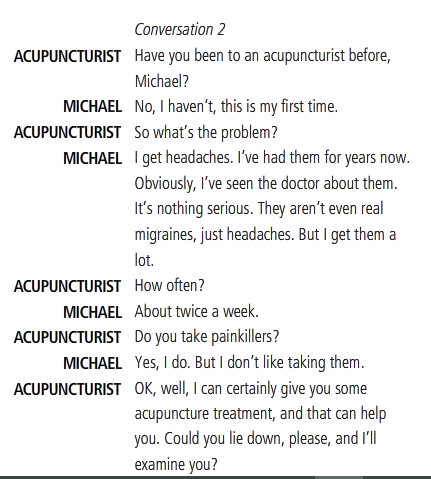 Conversation 2
ACUPUNCTURIST Have you been to an acupuncturist before,
Michael?
MICHAEL No, I haven't, this is my first time.
ACUPUNCTURIST So what's the problem?
MICHAEL I get headaches. I've had them for years now.
Obviously, I've seen the doctor about them.
It's nothing serious. They aren't even real
migraines, just headaches. But I get them a
lot.
ACUPUNCTURIST How often?
MICHAEL About twice a week.
ACUPUNCTURIST Do you take painkillers?
MICHAEL Yes, I do. But I don't like taking them.
ACUPUNCTURIST OK, well, I can certainly give you some
acupuncture treatment, and that can help
you. Could you lie down, please, and I'll
examine you?